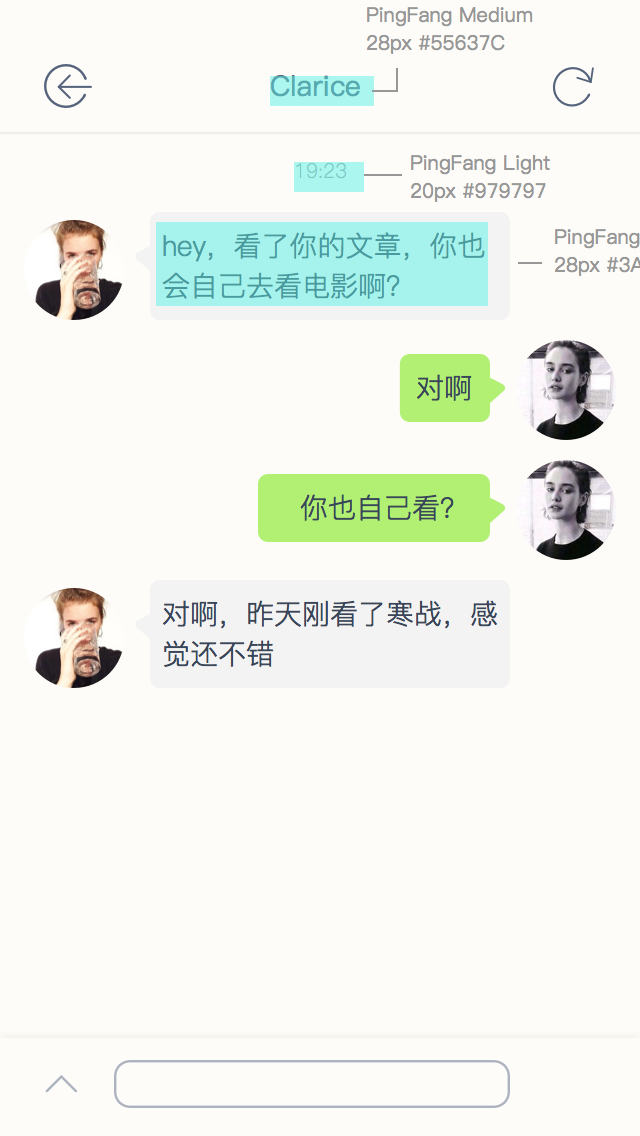 PingFang Medium
28px #55637C
Clarice
19:23
PingFang Light
20px #979797
hey，看了你的文章，你也
会自己去看电影啊？
PingFang
28px #3A
对啊
你也自己看？
对啊，昨天刚看了寒战，感
觉还不错